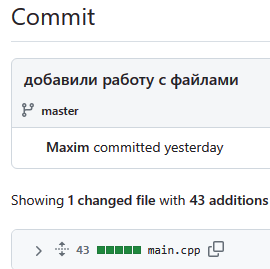 Commit
добавили работу с файлами
master
Maxim committed yesterday
Showing 1 changed file with 43 additions
43 main.cpp